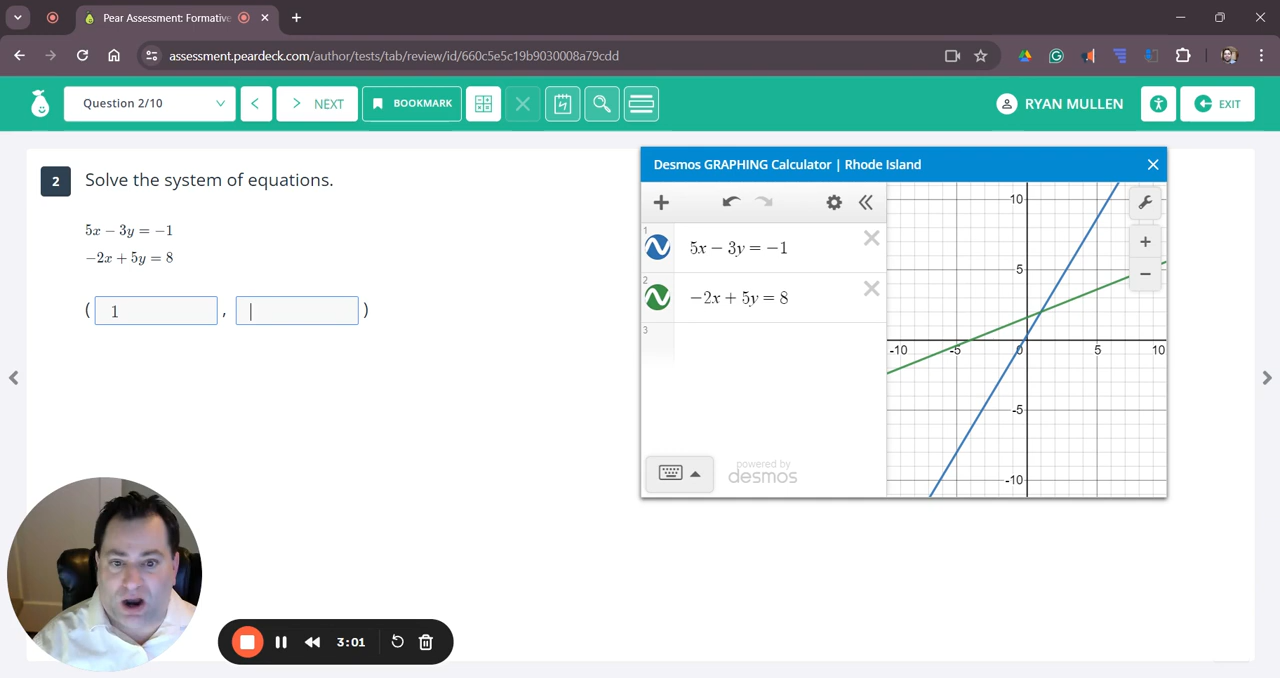 Pear Assessment: Formative
assessment.peardeck.com/author/tests/tab/review/id/660c5e5c19b9030008a79cdd
Question 2/10
NEXT
BOOKMARK
RYAN MULLEN
EXIT
2
Solve the system of equations.
5x − 3y = −1
−2x + 5y = 8
( 1 , )
Desmos GRAPHING Calculator | Rhode Island
1
5x − 3y = −1
2
−2x + 5y = 8
3
powered by
desmos
10
5
-10
-5
0
5
10
-5
-10
3:01